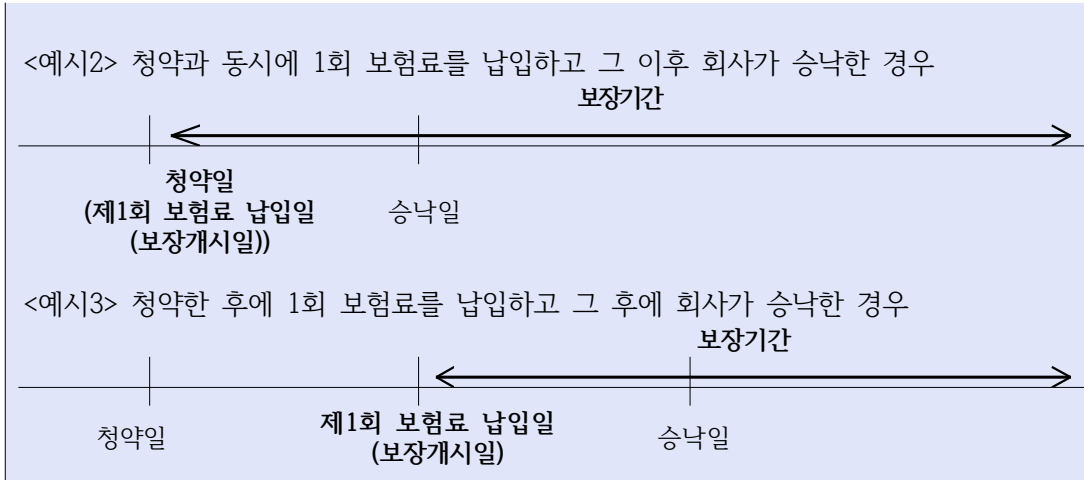 <예시2> 청약과 동시에 1회 보험료를 납입하고 그 이후 회사가 승낙한 경우
보장기간
청약일
(제1회 보험료 납입일
(보장개시일))
승낙일
<예시3> 청약한 후에 1회 보험료를 납입하고 그 후에 회사가 승낙한 경우
보장기간
청약일
제1회 보험료 납입일
(보장개시일)
승낙일